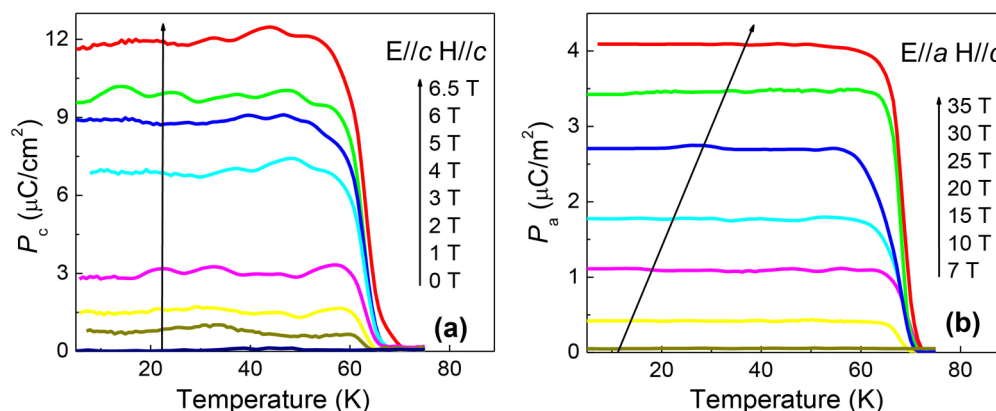 12
9
6
3
0
20
40
60
80
Temperature (K)
P_c (μC/cm²)
E//c H//c
6.5 T
6 T
5 T
4 T
3 T
2 T
1 T
0 T
(a)
4
3
2
1
0
20
40
60
80
Temperature (K)
P_a (μC/m²)
E//a H//c
35 T
30 T
25 T
20 T
15 T
10 T
7 T
(b)